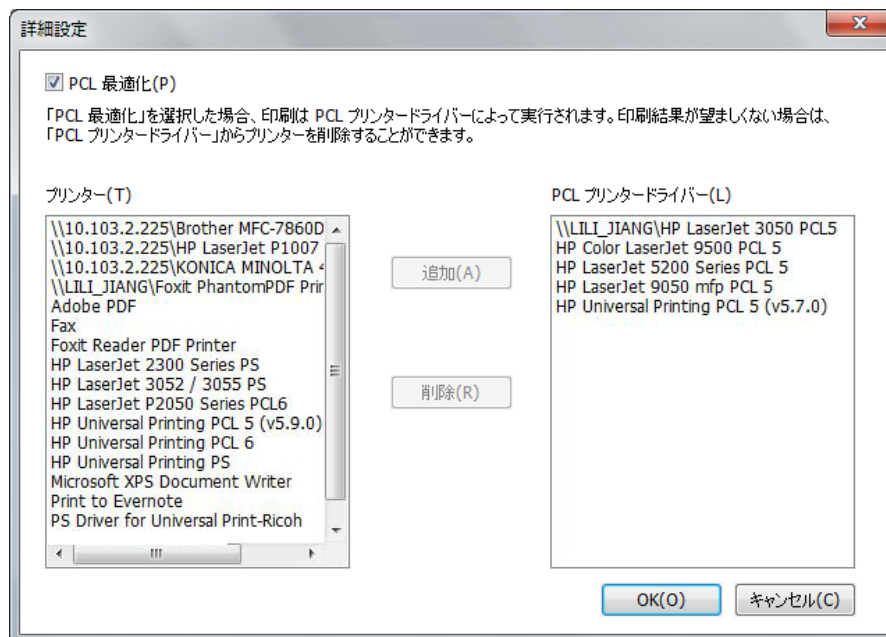 詳細設定
PCL 最適化(P)
「PCL 最適化」を選択した場合、印刷は PCL プリンタードライバーによって実行されます。印刷結果が望ましくない場合は、
「PCL プリンタードライバー」からプリンターを削除することができます。
プリンター(T)
\\10.103.2.225\Brother MFC-7860D
\\10.103.2.225\HP LaserJet P1007
\\10.103.2.225\KONICA MINOLTA
\\LILI_JIANG\Foxit PhantomPDF Prin
Adobe PDF
Fax
Foxit Reader PDF Printer
HP LaserJet 2300 Series PS
HP LaserJet 3052 / 3055 PS
HP LaserJet P2050 Series PCL6
HP Universal Printing PCL 5 (v5.9.0)
HP Universal Printing PCL 6
HP Universal Printing PS
Microsoft XPS Document Writer
Print to Evernote
PS Driver for Universal Print-Ricoh
追加(A)
削除(R)
PCL プリンタードライバー(L)
\\LILI_JIANG\HP LaserJet 3050 PCL5
HP Color LaserJet 9500 PCL 5
HP LaserJet 5200 Series PCL 5
HP LaserJet 9050 mfp PCL 5
HP Universal Printing PCL 5 (v5.7.0)
OK(O)
キャンセル(C)